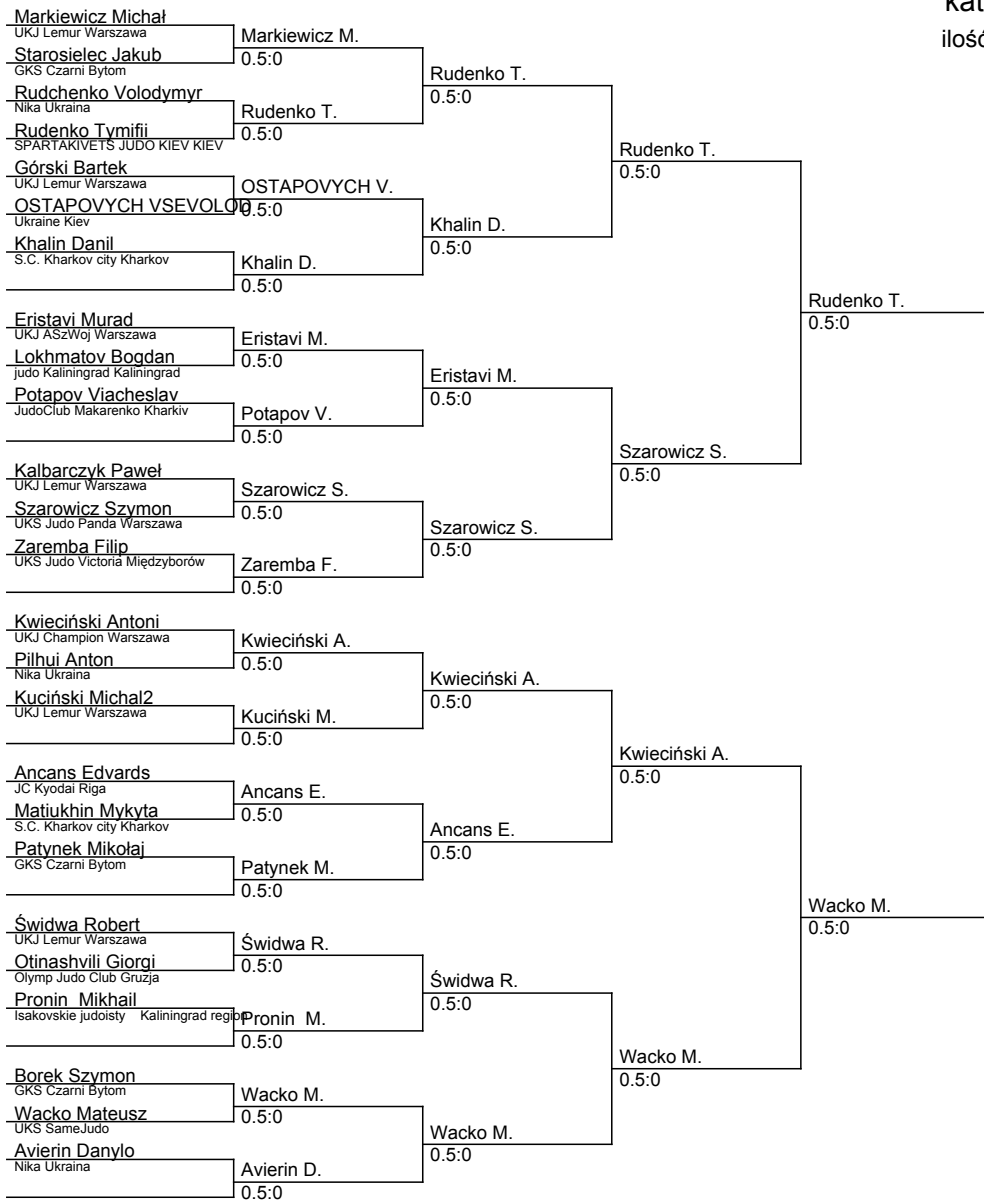 kat
ilość
Markiewicz Michał
UKJ Lemur Warszawa
Starosielec Jakub
GKS Czarni Bytom
Rudchenko Volodymyr
Nika Ukraina
Rudenko Tymifii
SPARTAKIVETS JUDO KIEV KIEV
Górski Bartek
UKJ Lemur Warszawa
OSTAPOVYCH VSEVOLOD
Ukraine Kiev
Khalin Danil
S.C. Kharkov city Kharkov
Eristavi Murad
UKJ ASzWoj Warszawa
Lokhmatov Bogdan
judo Kaliningrad Kaliningrad
Potapov Viacheslav
JudoClub Makarenko Kharkiv
Kalbarczyk Paweł
UKJ Lemur Warszawa
Szarowicz Szymon
UKS Judo Panda Warszawa
Zaremba Filip
UKS Judo Victoria Międzyborów
Kwieciński Antoni
UKJ Champion Warszawa
Pilhui Anton
Nika Ukraina
Kuciński Michal2
UKJ Lemur Warszawa
Ancans Edvards
JC Kyodai Riga
Matiukhin Mykyta
S.C. Kharkov city Kharkov
Patynek Mikołaj
GKS Czarni Bytom
Świdwa Robert
UKJ Lemur Warszawa
Otinashvili Giorgi
Olymp Judo Club Gruzja
Pronin Mikhail
Isakovskie judoisty Kaliningrad region
Borek Szymon
GKS Czarni Bytom
Wacko Mateusz
UKS SameJudo
Avierin Danylo
Nika Ukraina
Markiewicz M.
0.5:0
Rudenko T.
0.5:0
OSTAPOVYCH V.
0.5:0
Khalin D.
0.5:0
Eristavi M.
0.5:0
Potapov V.
0.5:0
Szarowicz S.
0.5:0
Zaremba F.
0.5:0
Kwieciński A.
0.5:0
Kuciński M.
0.5:0
Ancans E.
0.5:0
Patynek M.
0.5:0
Świdwa R.
0.5:0
Pronin M.
0.5:0
Wacko M.
0.5:0
Avierin D.
0.5:0
Rudenko T.
0.5:0
Khalin D.
0.5:0
Eristavi M.
0.5:0
Szarowicz S.
0.5:0
Kwieciński A.
0.5:0
Ancans E.
0.5:0
Świdwa R.
0.5:0
Wacko M.
0.5:0
Rudenko T.
0.5:0
Szarowicz S.
0.5:0
Kwieciński A.
0.5:0
Wacko M.
0.5:0
Rudenko T.
0.5:0
Wacko M.
0.5:0